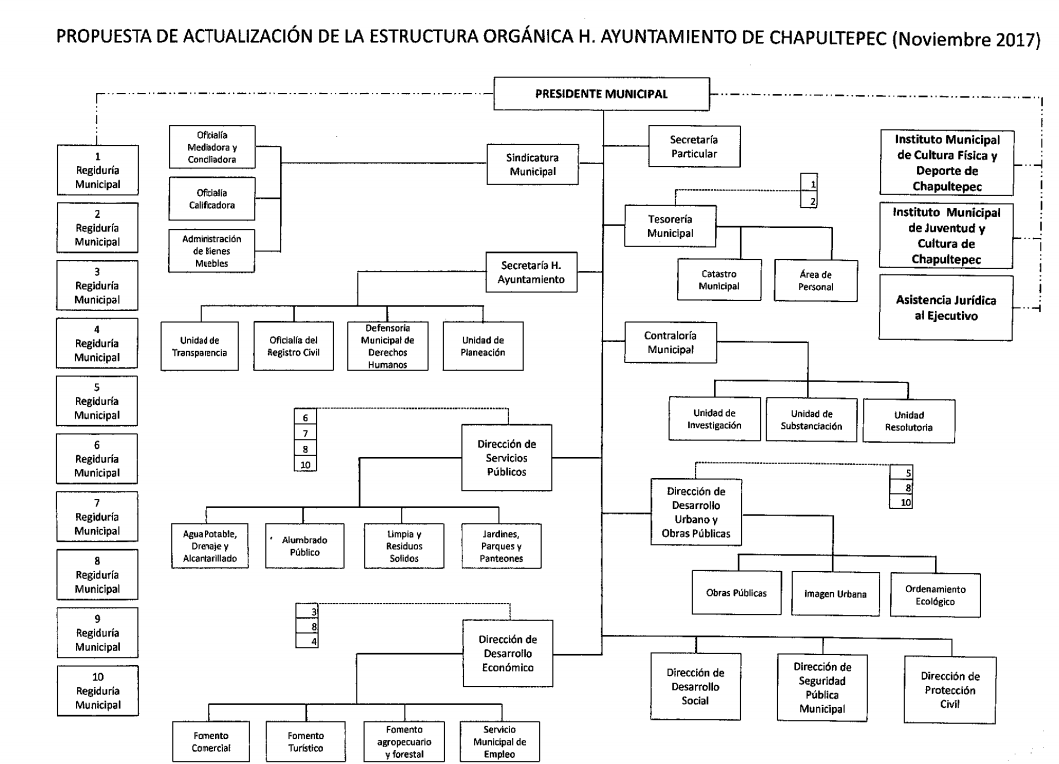 PROPUESTA DE ACTUALIZACIÓN DE LA ESTRUCTURA ORGÁNICA H. AYUNTAMIENTO DE CHAPULTEPEC (Noviembre 2017)
PRESIDENTE MUNICIPAL
1
Regiduría
Municipal
2
Regiduría
Municipal
3
Regiduría
Municipal
4
Regiduría
Municipal
5
Regiduría
Municipal
6
Regiduría
Municipal
7
Regiduría
Municipal
8
Regiduría
Municipal
9
Regiduría
Municipal
10
Regiduría
Municipal
Oficialía
Mediadora y
Conciliadora
Oficialía
Calificadora
Administración
de Bienes
Muebles
Sindicatura
Municipal
Secretaría
Particular
1
2
Tesorería
Municipal
Catastro
Municipal
Área de
Personal
Instituto Municipal
de Cultura Física y
Deporte de
Chapultepec
Instituto Municipal
de Juventud y
Cultura de
Chapultepec
Asistencia Jurídica
al Ejecutivo
Secretaría H.
Ayuntamiento
Unidad de
Transparencia
Oficialía del
Registro Civil
Defensoría
Municipal de
Derechos
Humanos
Unidad de
Planeación
Contraloría
Municipal
Unidad de
Investigación
Unidad de
Substanciación
Unidad
Resolutoria
6
7
8
10
Dirección de
Servicios
Públicos
Agua Potable,
Drenaje y
Alcantarillado
Alumbrado
Público
Limpia y
Residuos
Solidos
Jardines,
Parques y
Panteones
5
8
10
Dirección de
Desarrollo
Urbano y
Obras Públicas
Obras Públicas
Imagen Urbana
Ordenamiento
Ecológico
3
8
4
Dirección de
Desarrollo
Económico
Fomento
Comercial
Fomento
Turístico
Fomento
agropecuario
y forestal
Servicio
Municipal de
Empleo
Dirección de
Desarrollo
Social
Dirección de
Seguridad
Pública
Municipal
Dirección de
Protección
Civil